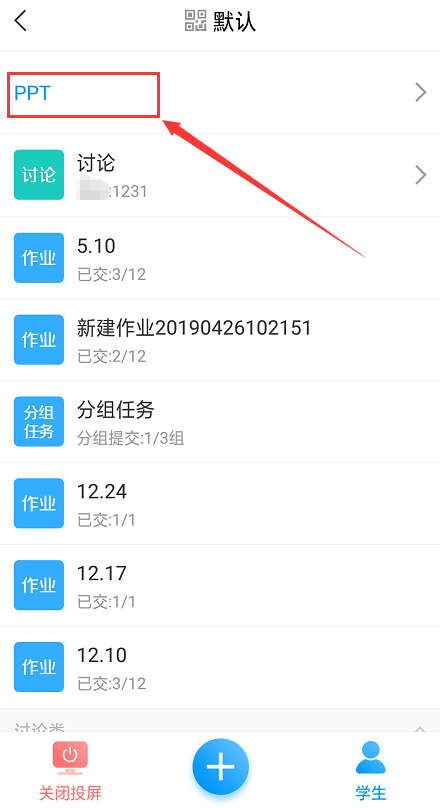 默认
PPT
讨论
讨论
:1231
作业
5.10
已交:3/12
作业
新建作业20190426102151
已交:2/12
分组
任务
分组任务
分组提交:1/3组
作业
12.24
已交:1/1
作业
12.17
已交:1/1
作业
12.10
已交:3/12
讨论类
关闭投屏
学生